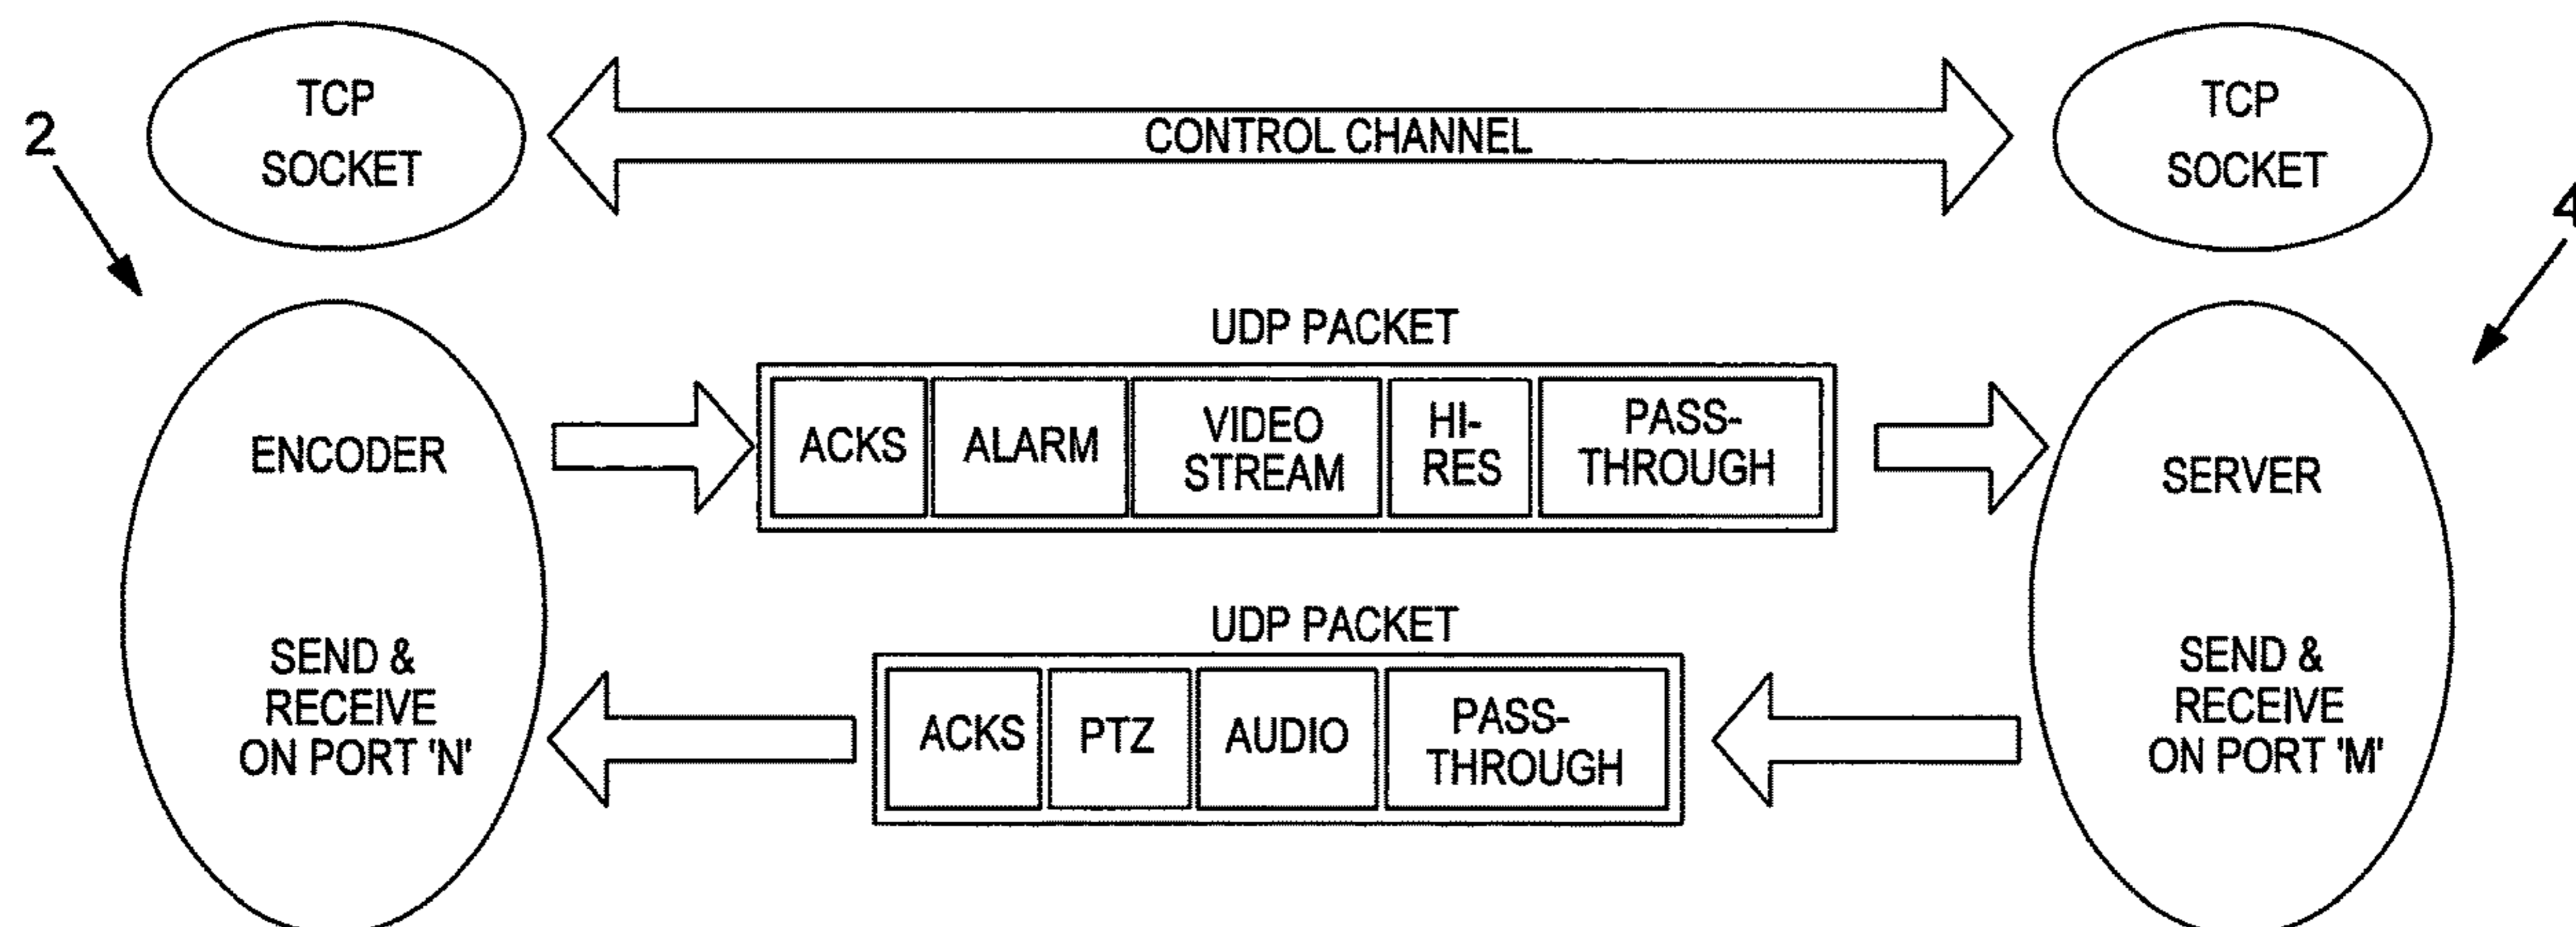 TCP
SOCKET
CONTROL CHANNEL
TCP
SOCKET
2
4
UDP PACKET
ENCODER
ACKS
ALARM
VIDEO
STREAM
HI-
RES
PASS-
THROUGH
SERVER
UDP PACKET
SEND &
RECEIVE
ON PORT 'N'
ACKS
PTZ
AUDIO
PASS-
THROUGH
SEND &
RECEIVE
ON PORT 'M'